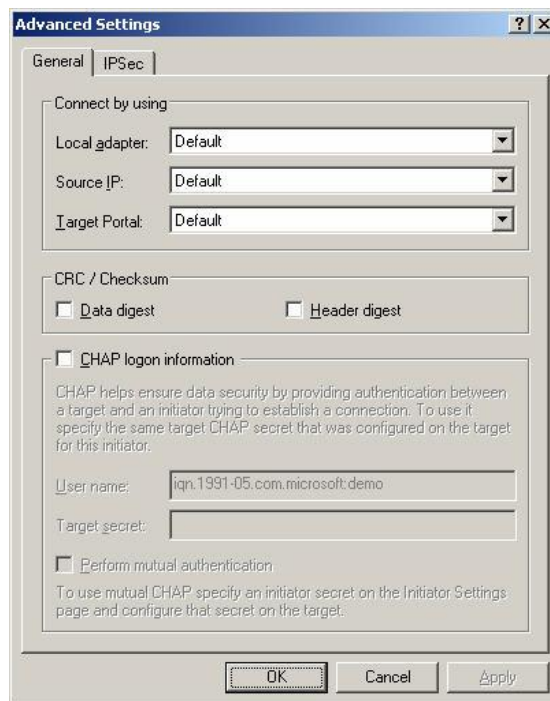 Advanced Settings
General IPSec
Connect by using
Local adapter: Default
Source IP: Default
Target Portal: Default
CRC / Checksum
Data digest Header digest
CHAP logon information
CHAP helps ensure data security by providing authentication between
a target and an initiator trying to establish a connection. To use it
specify the same target CHAP secret that was configured on the target
for this initiator.
User name: iqn.1991-05.com.microsoft:demo
Target secret:
Perform mutual authentication
To use mutual CHAP specify an initiator secret on the Initiator Settings
page and configure that secret on the target.
OK Cancel Apply